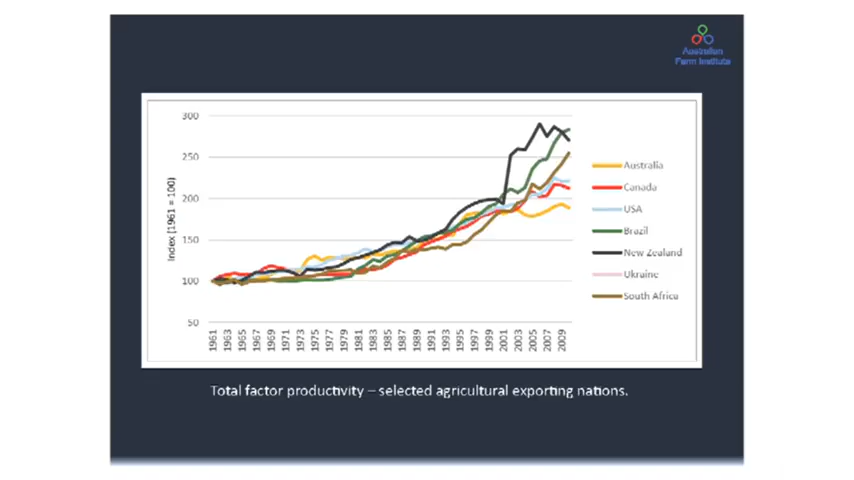 Australian
Farm Institute
300
250
200
150
100
50
Index (1961 = 100)
1961
1963
1965
1967
1969
1971
1973
1975
1977
1979
1981
1983
1985
1987
1989
1991
1993
1995
1997
1999
2001
2003
2005
2007
2009
Australia
Canada
USA
Brazil
New Zealand
Ukraine
South Africa
Total factor productivity – selected agricultural exporting nations.